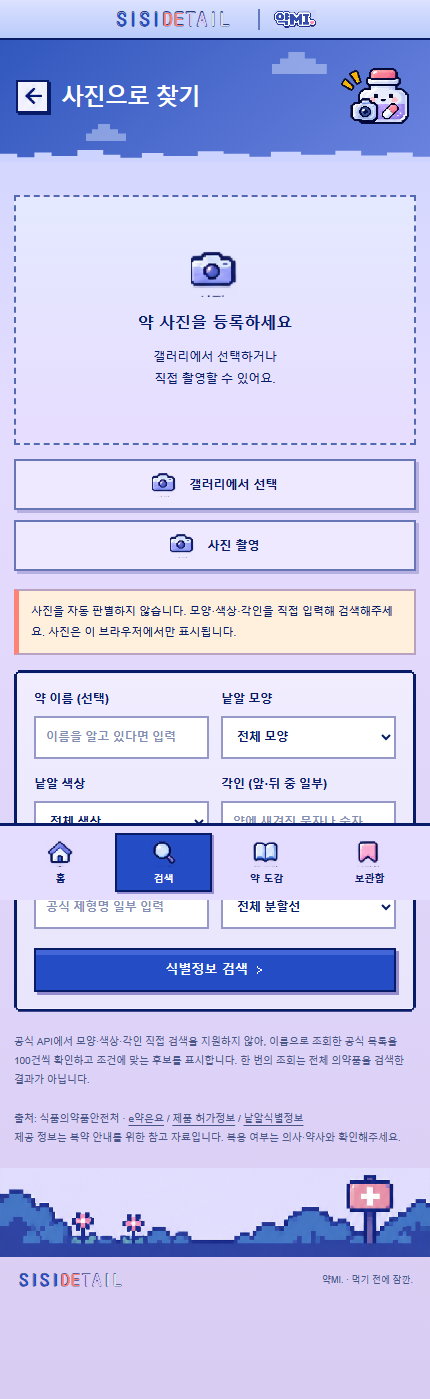 SISIDETAIL
약MI.
사진으로 찾기
약 사진을 등록하세요
갤러리에서 선택하거나
직접 촬영할 수 있어요.
갤러리에서 선택
사진 촬영
사진을 자동 판별하지 않습니다. 모양·색상·각인을 직접 입력해 검색해주세
요. 사진은 이 브라우저에서만 표시됩니다.
약 이름 (선택)
낱알 모양
이름을 알고 있다면 입력
전체 모양
낱알 색상
각인 (앞·뒤 중 일부)
전체 색상
약에 새겨진 문자나 숫자
홈
검색
약 도감
보관함
공식 제형명 일부 입력
전체 분할선
식별정보 검색 >
공식 API에서 모양·색상·각인 직접 검색을 지원하지 않아, 이름으로 조회한 공식 목록을
100건씩 확인하고 조건에 맞는 후보를 표시합니다. 한 번의 조회는 전체 의약품을 검색한
결과가 아닙니다.
출처: 식품의약품안전처 · e약은요 / 제품 허가정보 / 낱알식별정보
제공 정보는 복약 안내를 위한 참고 자료입니다. 복용 여부는 의사·약사와 확인해주세요.
SISIDETAIL
약MI. · 먹기 전에 잠깐.